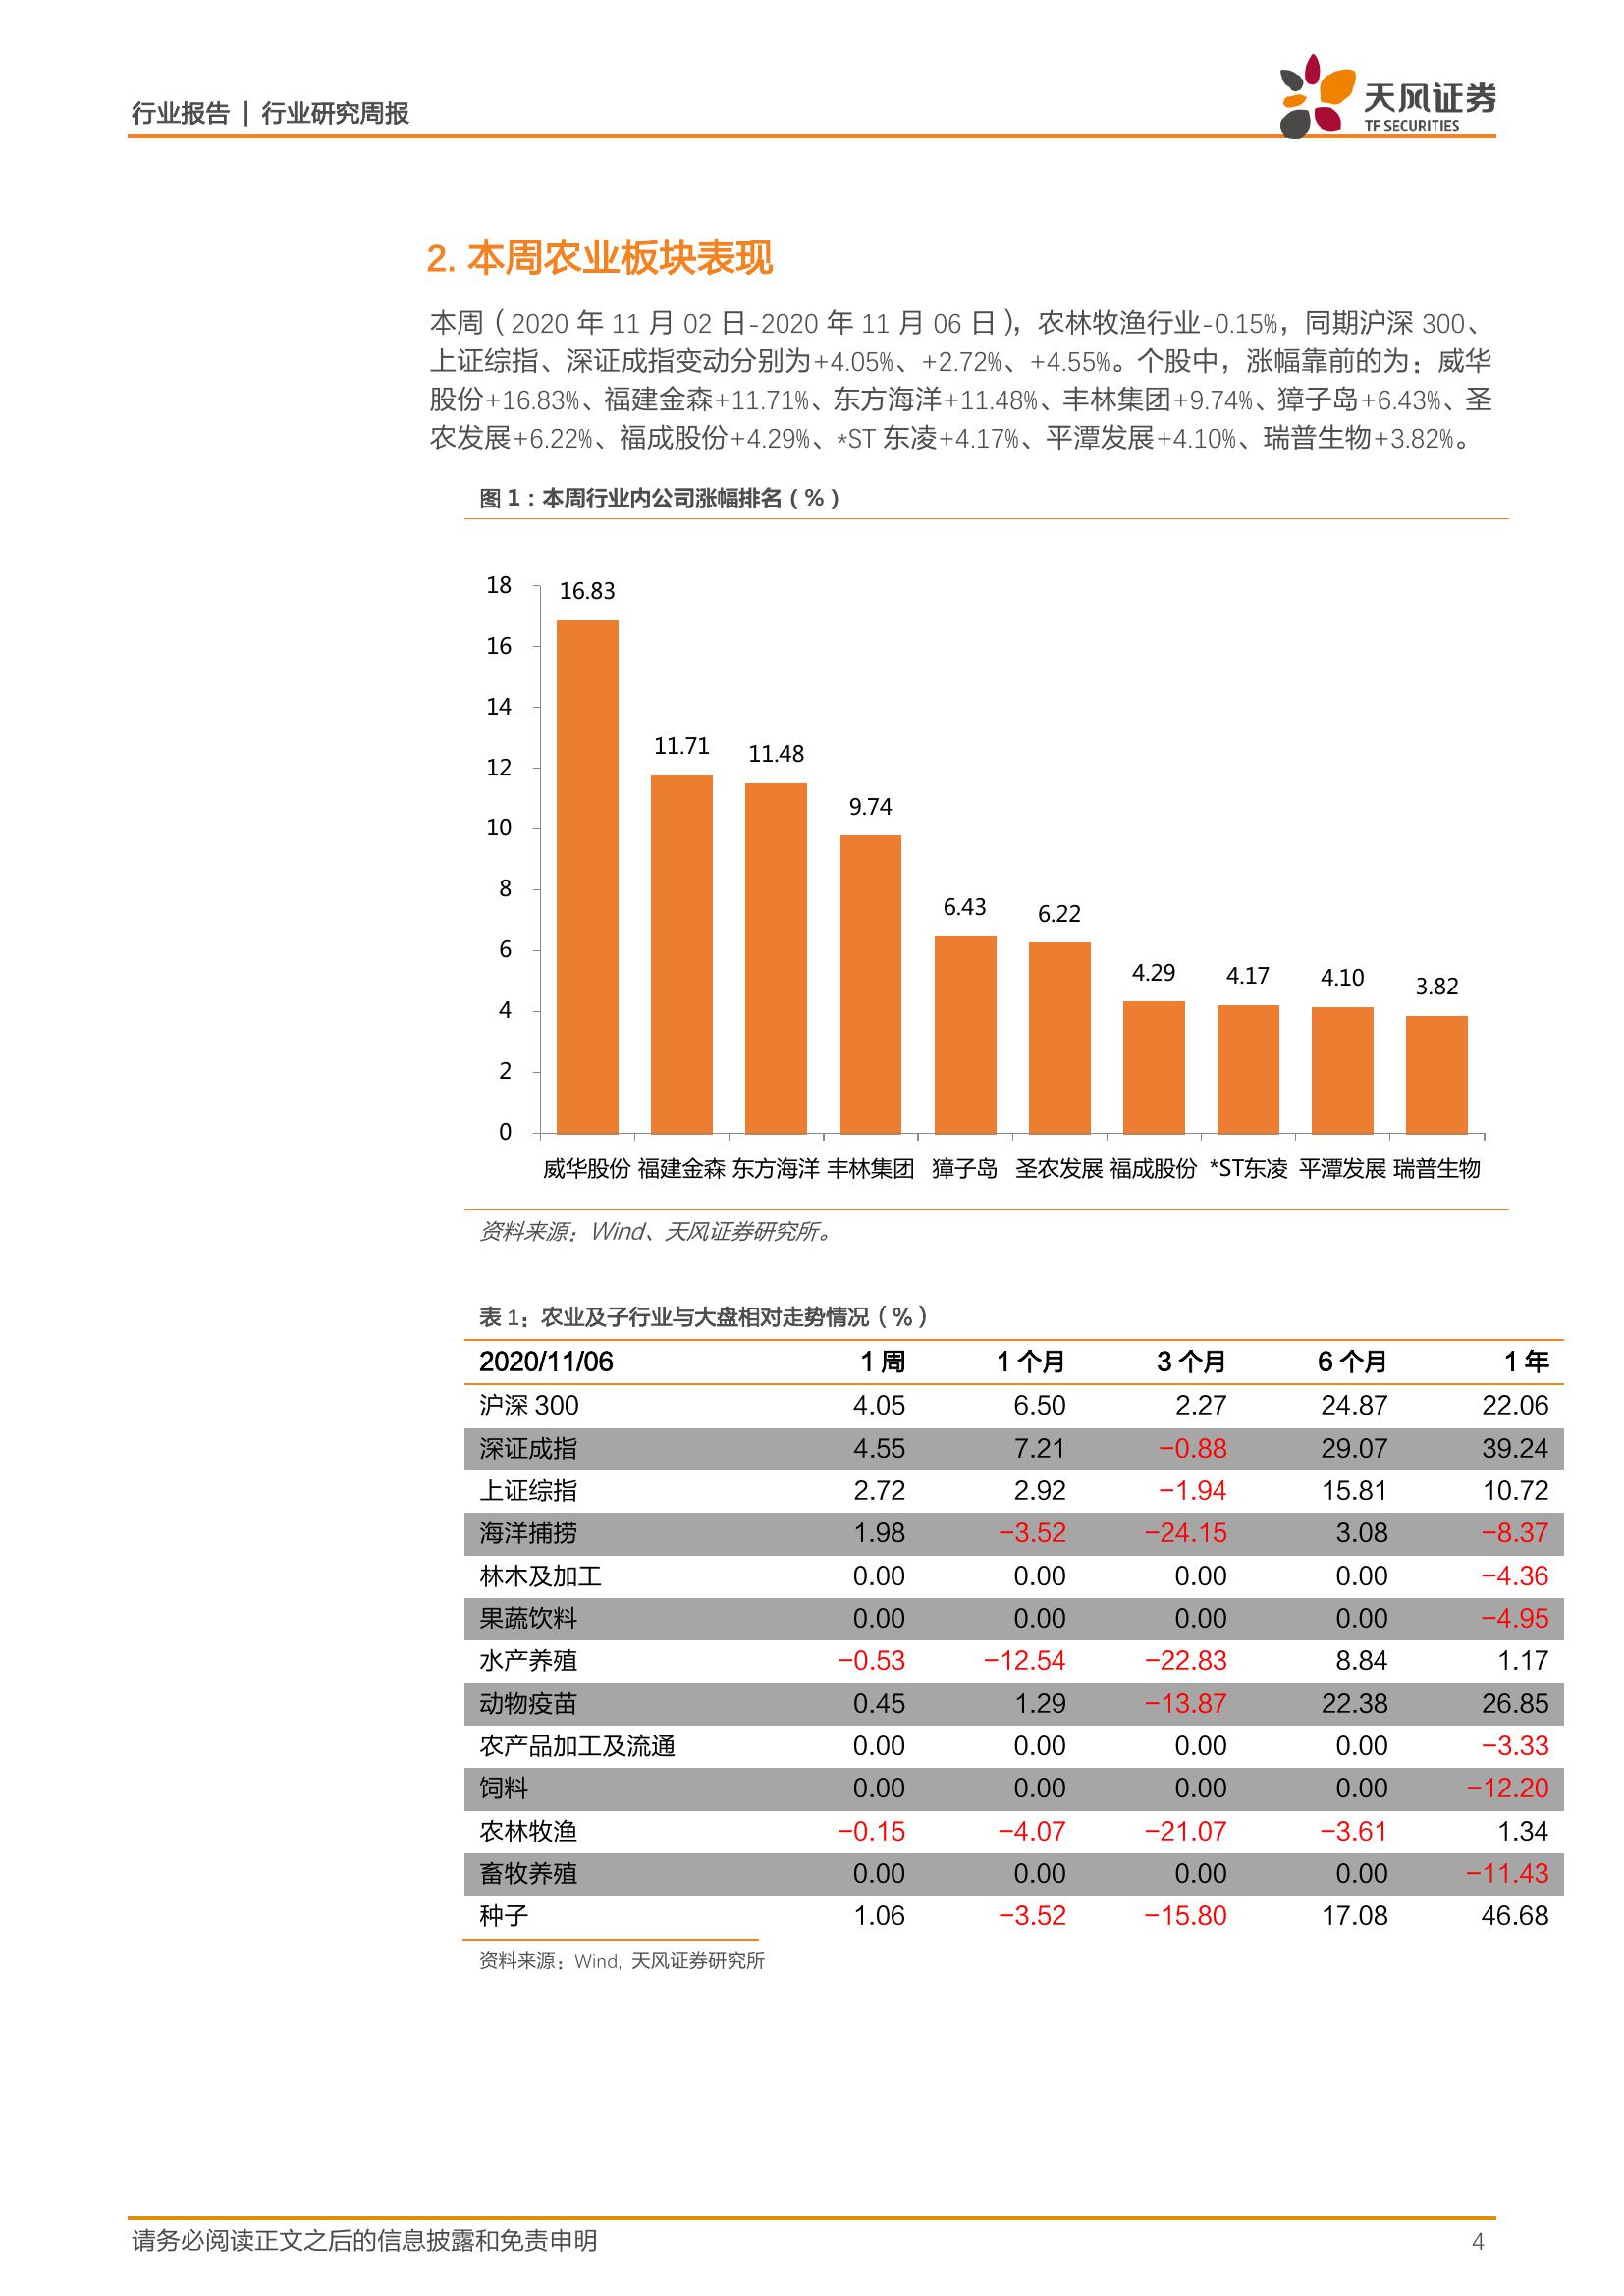 行业报告 | 行业研究周报
天风证券
TF SECURITIES
2. 本周农业板块表现
本周（2020 年 11 月 02 日-2020 年 11 月 06 日），农林牧渔行业-0.15%，同期沪深 300、
上证综指、深证成指变动分别为+4.05%、+2.72%、+4.55%。个股中，涨幅靠前的为：威华
股份+16.83%、福建金森+11.71%、东方海洋+11.48%、丰林集团+9.74%、獐子岛+6.43%、圣
农发展+6.22%、福成股份+4.29%、*ST 东凌+4.17%、平潭发展+4.10%、瑞普生物+3.82%。
图 1：本周行业内公司涨幅排名（%）
18
16
14
12
10
8
6
4
2
0
16.83
11.71
11.48
9.74
6.43
6.22
4.29
4.17
4.10
3.82
威华股份 福建金森 东方海洋 丰林集团 獐子岛 圣农发展 福成股份 *ST东凌 平潭发展 瑞普生物
资料来源：Wind、天风证券研究所。
表 1：农业及子行业与大盘相对走势情况（%）
2020/11/06 1 周 1 个月 3 个月 6 个月 1 年
沪深 300 4.05 6.50 2.27 24.87 22.06
深证成指 4.55 7.21 −0.88 29.07 39.24
上证综指 2.72 2.92 −1.94 15.81 10.72
海洋捕捞 1.98 −3.52 −24.15 3.08 −8.37
林木及加工 0.00 0.00 0.00 0.00 −4.36
果蔬饮料 0.00 0.00 0.00 0.00 −4.95
水产养殖 −0.53 −12.54 −22.83 8.84 1.17
动物疫苗 0.45 1.29 −13.87 22.38 26.85
农产品加工及流通 0.00 0.00 0.00 0.00 −3.33
饲料 0.00 0.00 0.00 0.00 −12.20
农林牧渔 −0.15 −4.07 −21.07 −3.61 1.34
畜牧养殖 0.00 0.00 0.00 0.00 −11.43
种子 1.06 −3.52 −15.80 17.08 46.68
资料来源：Wind, 天风证券研究所
请务必阅读正文之后的信息披露和免责申明 4